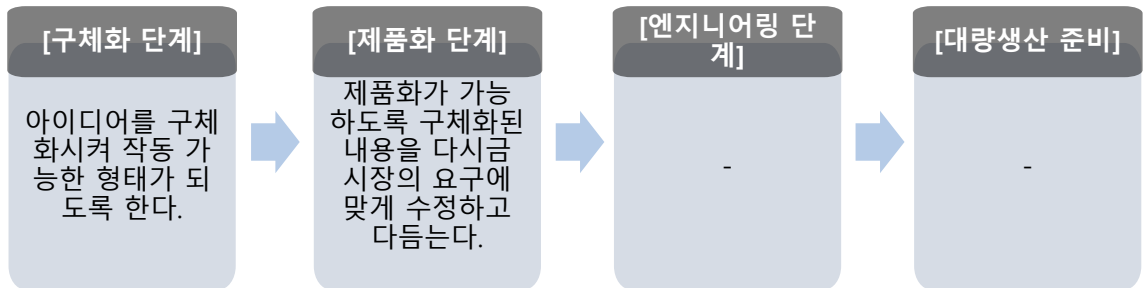 [구체화 단계]
아이디어를 구체
화시켜 작동 가
능한 형태가 되
도록 한다.
[제품화 단계]
제품화가 가능
하도록 구체화된
내용을 다시금
시장의 요구에
맞게 수정하고
다듬는다.
[엔지니어링 단
계]
-
[대량생산 준비]
-